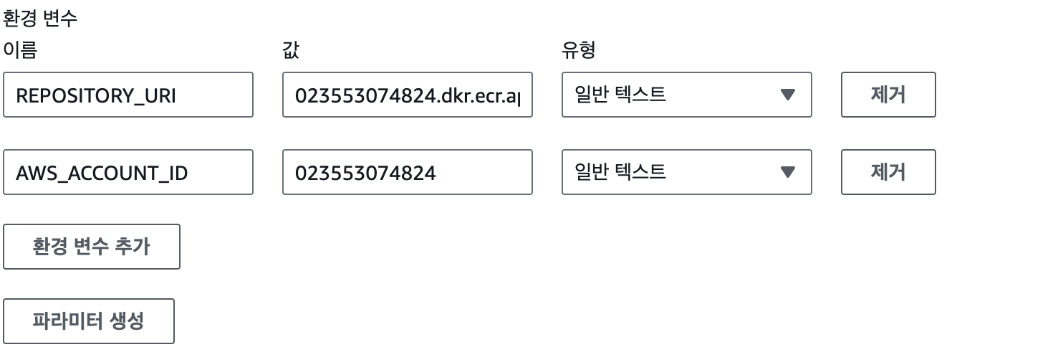 환경 변수
이름 값 유형
REPOSITORY_URI 023553074824.dkr.ecr.ap 일반 텍스트 제거
AWS_ACCOUNT_ID 023553074824 일반 텍스트 제거
환경 변수 추가
파라미터 생성